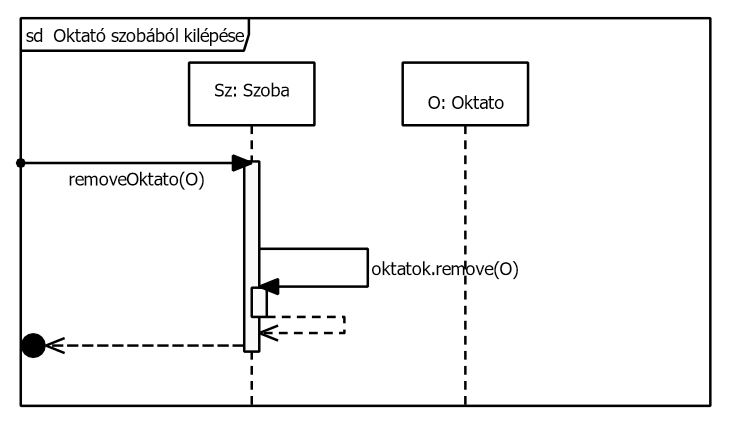 sd Oktató szobából kilépése
Sz: Szoba
O: Oktato
removeOktato(O)
oktatok.remove(O)